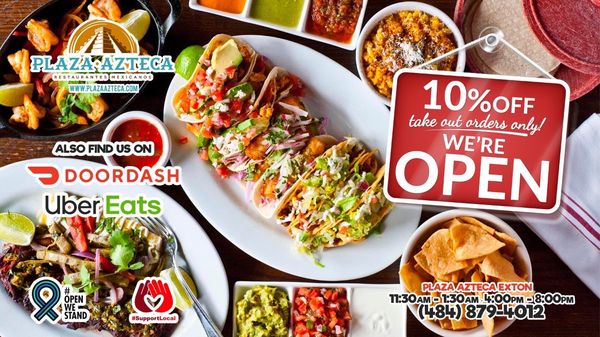 PLAZA AZTECA
RESTAURANTES MEXICANOS
WWW.PLAZAAZTECA.COM
ALSO FIND US ON
DOORDASH
Uber Eats
10% OFF
take out orders only!
WE'RE
OPEN
#OPEN
WE
STAND
#SupportLocal
PLAZA AZTECA EXTON
11:30AM - 1:30AM 4:00PM - 8:00PM
(484) 879-4012